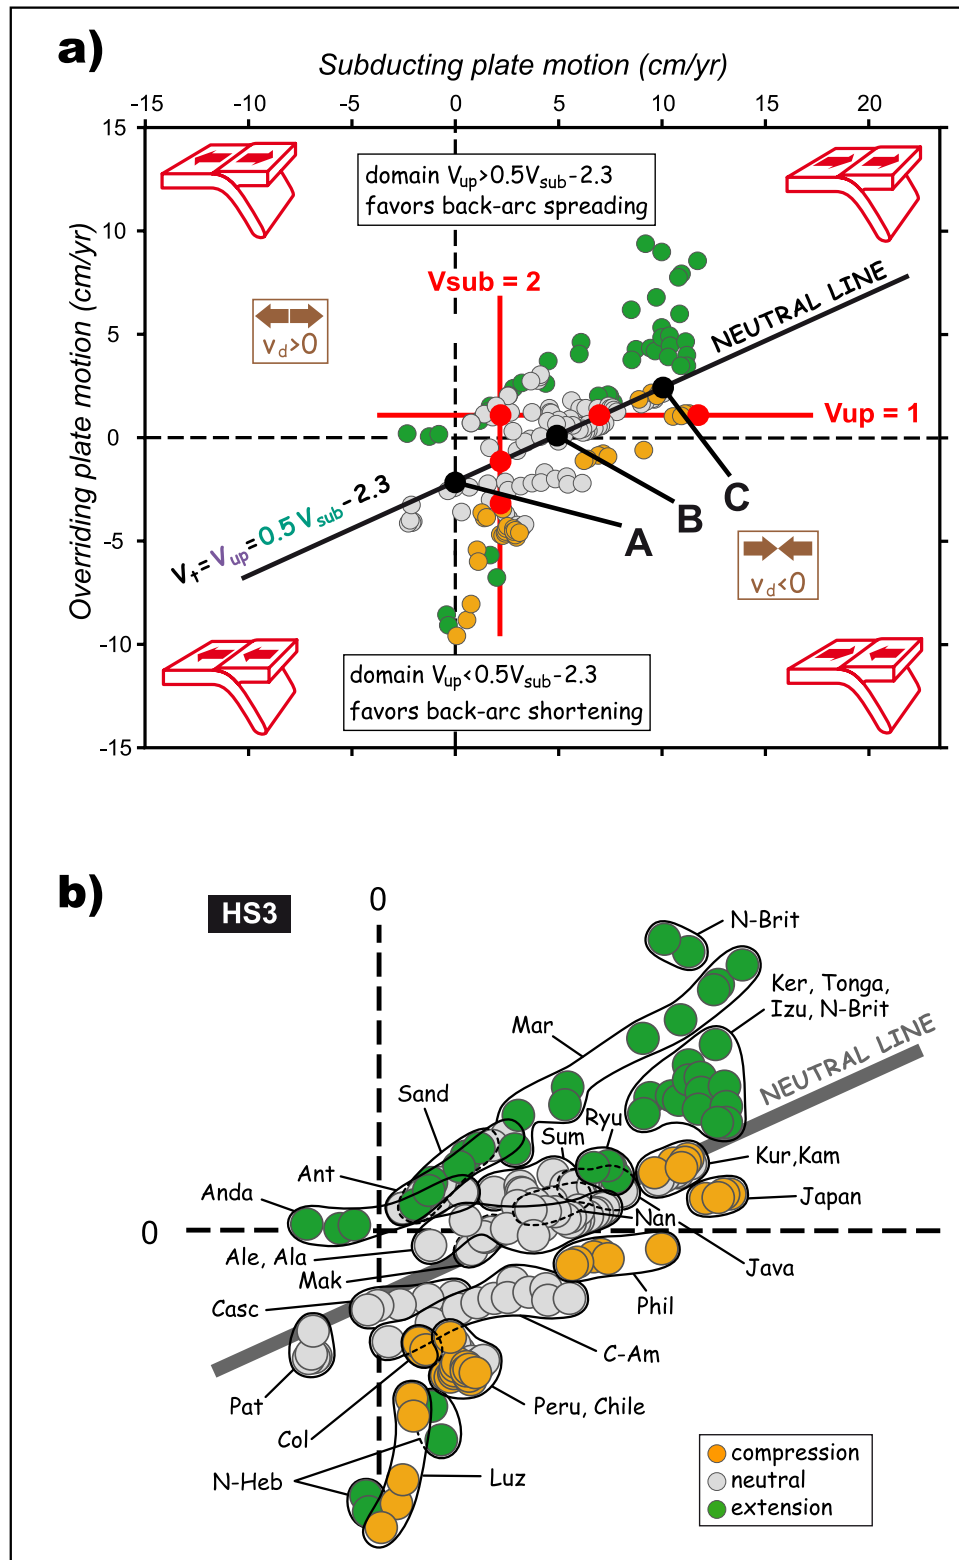 a)
Subducting plate motion (cm/yr)
-15 -10 -5 0 5 10 15 20
15
10
5
0
-5
-10
-15
Overriding plate motion (cm/yr)
domain Vup>0.5Vsub-2.3
favors back-arc spreading
Vsub = 2
NEUTRAL LINE
vd>0
Vup = 1
C
B
A
Vt=Vup=0.5Vsub-2.3
vd<0
domain Vup<0.5Vsub-2.3
favors back-arc shortening
b)
HS3
0
N-Brit
Ker, Tonga,
Izu, N-Brit
Mar
NEUTRAL LINE
Sand
Ryu
Sum
Ant
Kur,Kam
Anda
Japan
0
Nan
Ale, Ala
Java
Mak
Casc
Phil
C-Am
Pat
Peru, Chile
Col
N-Heb
Luz
compression
neutral
extension